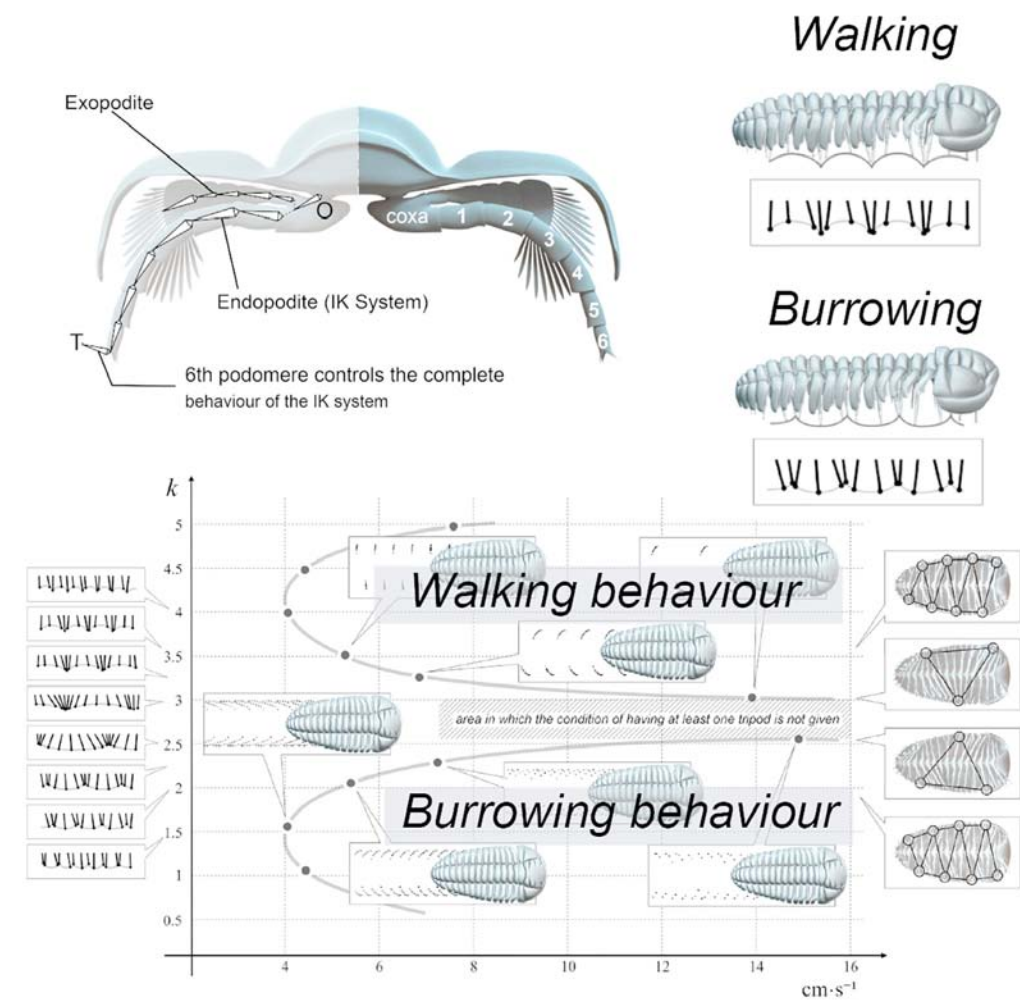 Walking
Exopodite
O
coxa 1 2 3 4 5 6
Endopodite (IK System)
T
6th podomere controls the complete
behaviour of the IK system
Burrowing
k
5
4.5
4
3.5
3
2.5
2
1.5
1
0.5
Walking behaviour
area in which the condition of having at least one tripod is not given
Burrowing behaviour
4 6 8 10 12 14 16
cm·s⁻¹